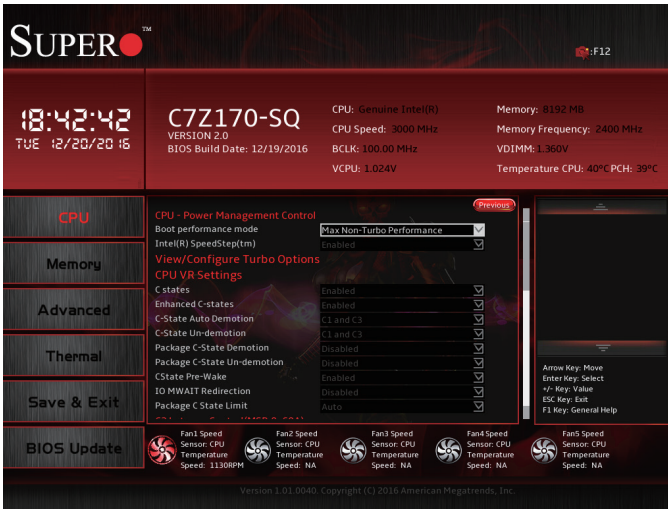 SUPER TM
:F12
18:42:42
TUE 12/20/2016
C7Z170-SQ
VERSION 2.0
BIOS Build Date: 12/19/2016
CPU: Genuine Intel(R)
CPU Speed: 3000 MHz
BCLK: 100.00 MHz
VCPU: 1.024V
Memory: 8192 MB
Memory Frequency: 2400 MHz
VDIMM: 1.360V
Temperature CPU: 40°C PCH: 39°C
CPU
Memory
Advanced
Thermal
Save & Exit
BIOS Update
Previous
CPU - Power Management Control
Boot performance mode Max Non-Turbo Performance
Intel(R) SpeedStep(tm) Enabled
View/Configure Turbo Options
CPU VR Settings
C states Enabled
Enhanced C-states Enabled
C-State Auto Demotion C1 and C3
C-State Un-demotion C1 and C3
Package C-State Demotion Disabled
Package C-State Un-demotion Disabled
CState Pre-Wake Enabled
IO MWAIT Redirection Disabled
Package C State Limit Auto
Arrow Key: Move
Enter Key: Select
+/- Key: Value
ESC Key: Exit
F1 Key: General Help
Fan1 Speed
Sensor: CPU
Temperature
Speed: 1130RPM
Fan2 Speed
Sensor: CPU
Temperature
Speed: NA
Fan3 Speed
Sensor: CPU
Temperature
Speed: NA
Fan4 Speed
Sensor: CPU
Temperature
Speed: NA
Fan5 Speed
Sensor: CPU
Temperature
Speed: NA
Version 1.01.0040. Copyright (C) 2016 American Megatrends, Inc.